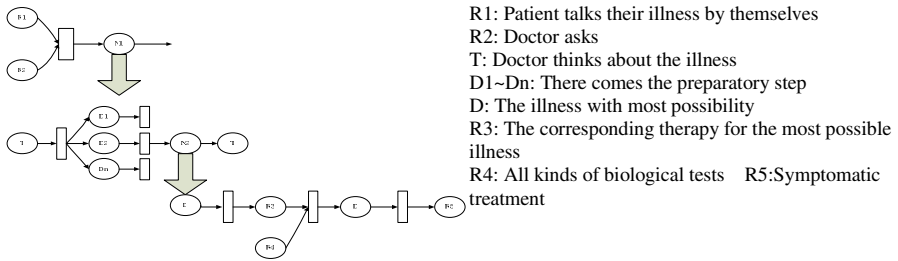 R1
R2
N1
D1
T
D2
N2
T
Dn
R3
R4
R5
R1: Patient talks their illness by themselves
R2: Doctor asks
T: Doctor thinks about the illness
D1~Dn: There comes the preparatory step
D: The illness with most possibility
R3: The corresponding therapy for the most possible
illness
R4: All kinds of biological tests R5:Symptomatic
treatment